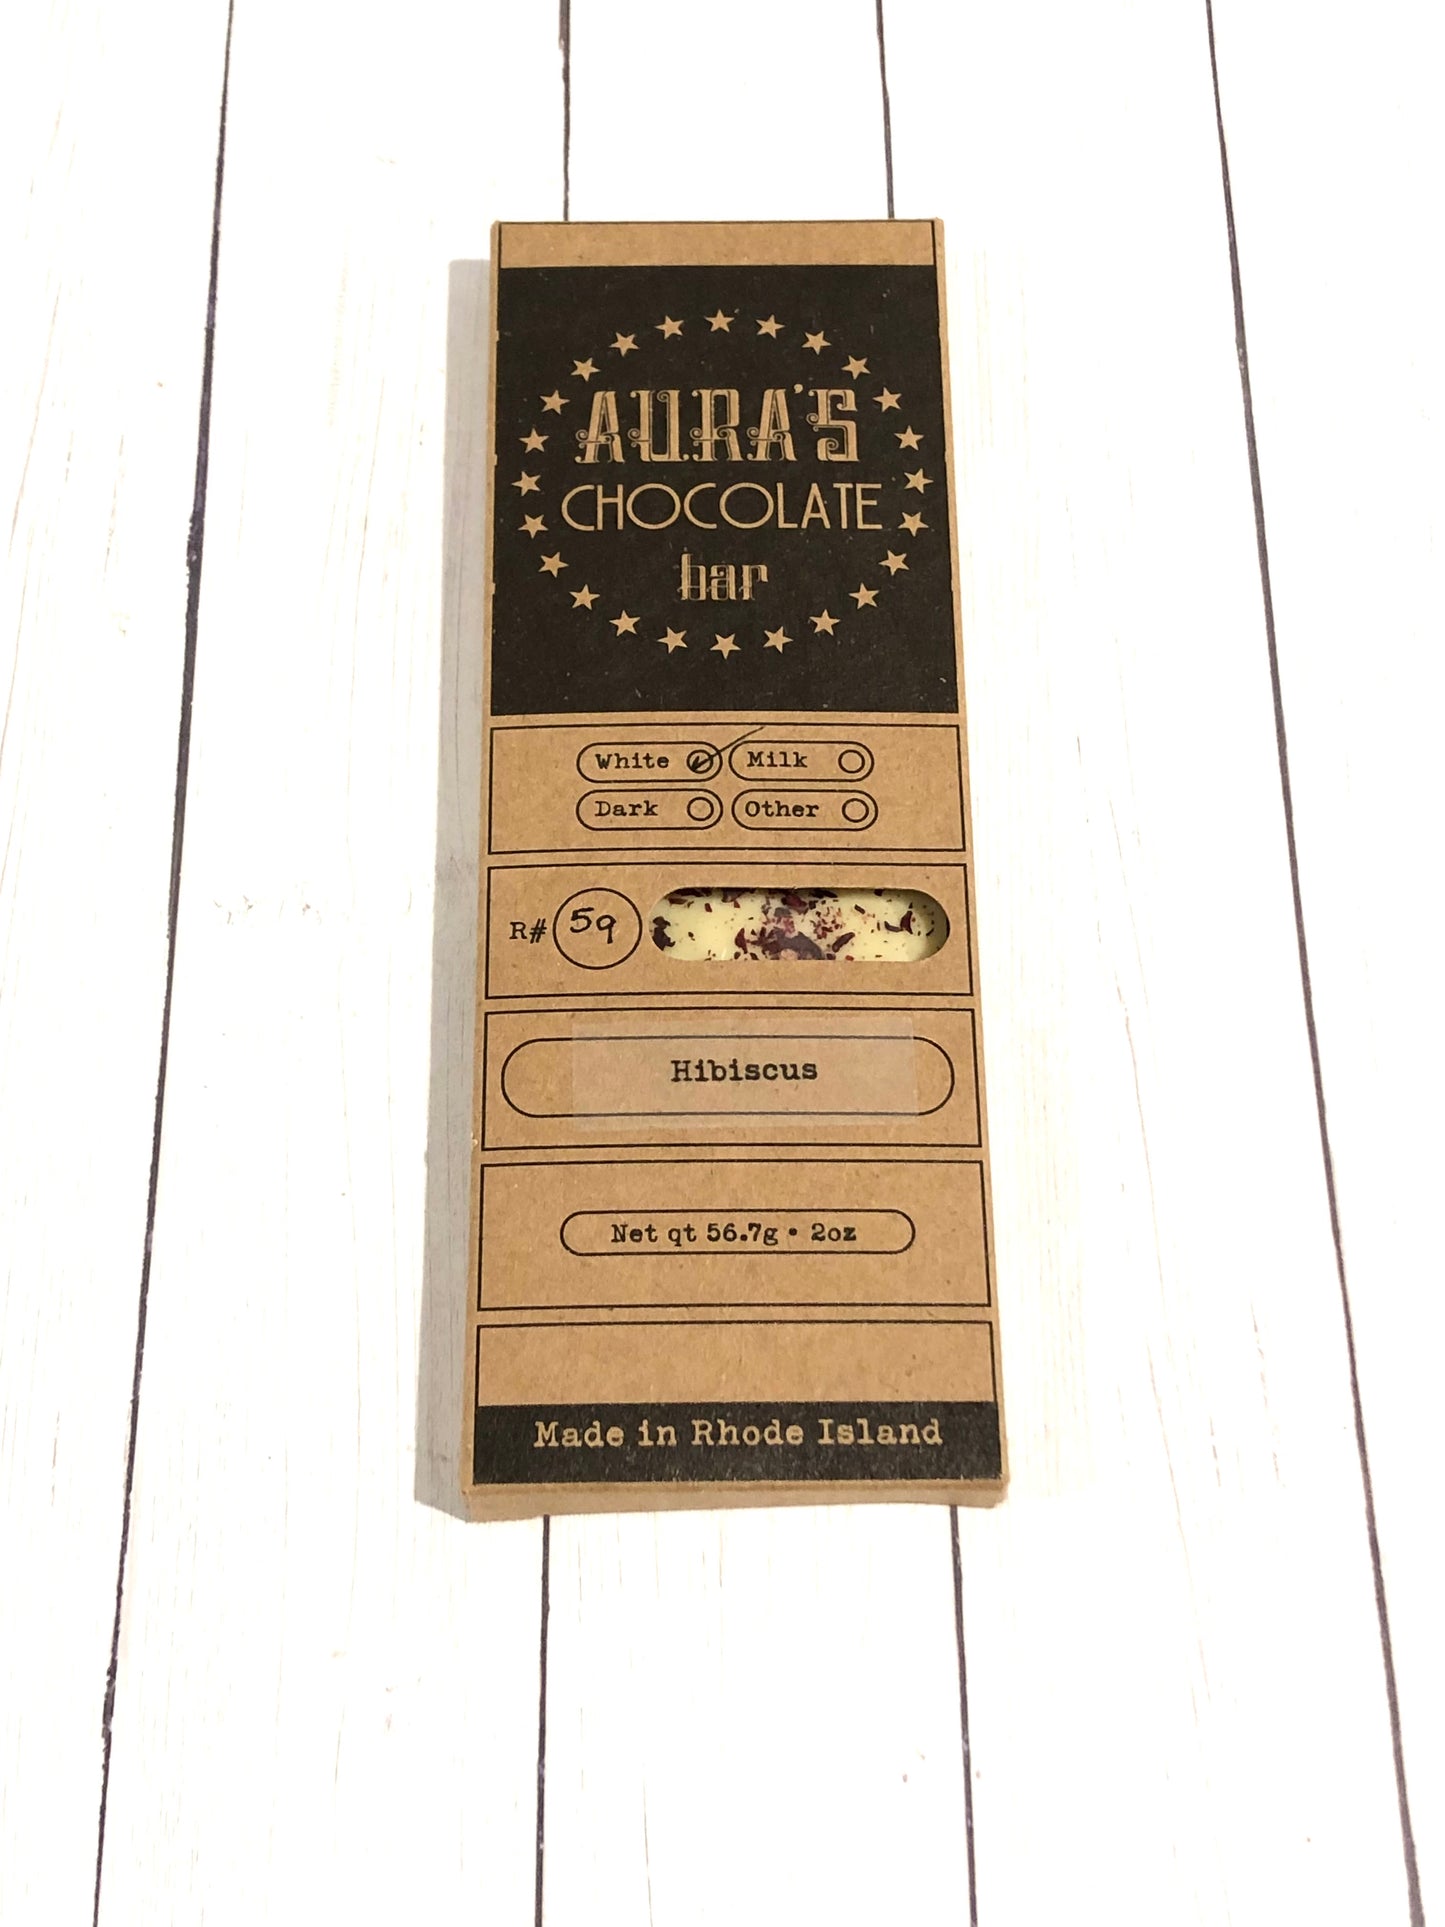 AURA'S
CHOCOLATE
bar
White Milk
Dark Other
R# 59
Hibiscus
Net qt 56.7g • 2oz
Made in Rhode Island